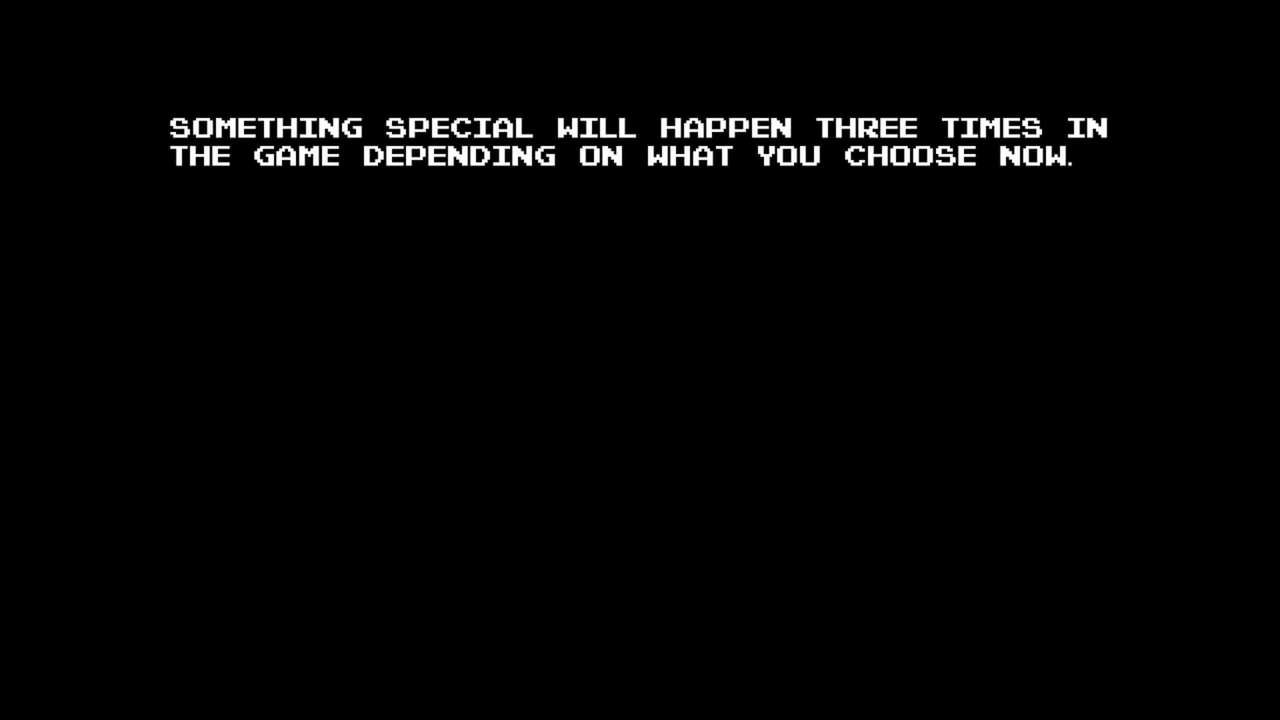 SOMETHING SPECIAL WILL HAPPEN THREE TIMES IN
THE GAME DEPENDING ON WHAT YOU CHOOSE NOW.